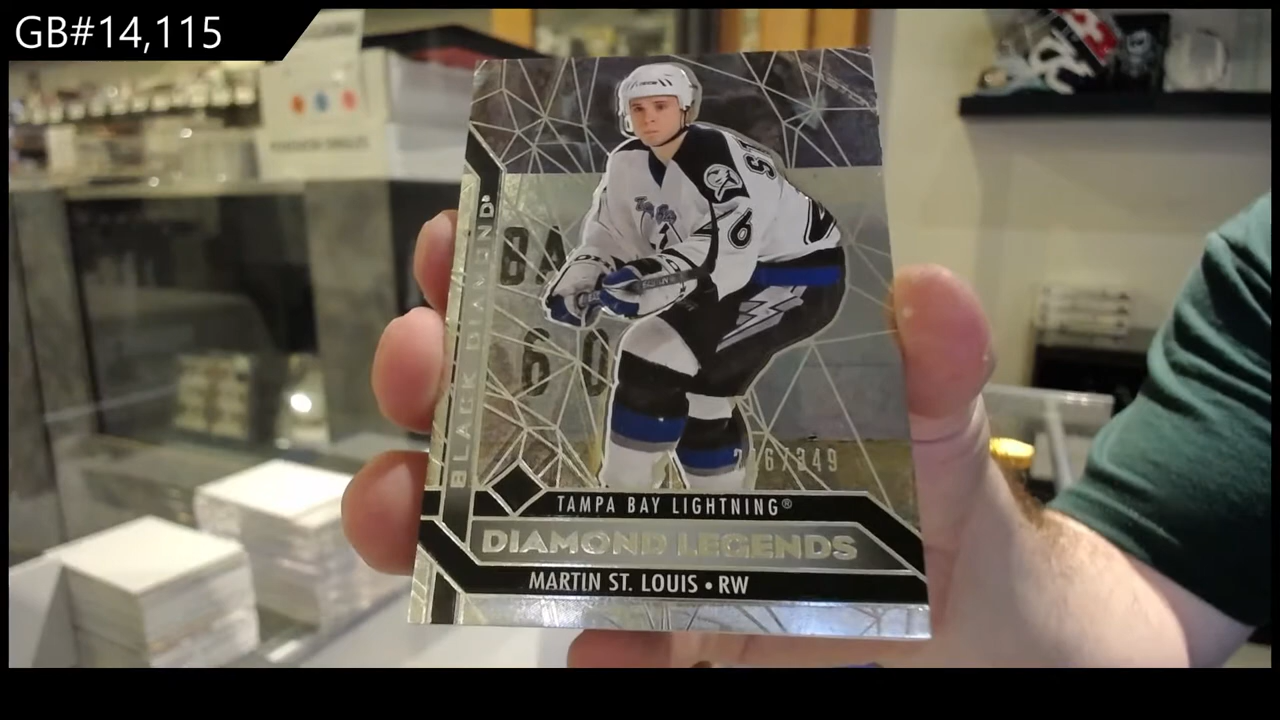 GB#14,115
BLACK DIAMOND®
TAMPA BAY LIGHTNING®
DIAMOND LEGENDS
MARTIN ST. LOUIS • RW